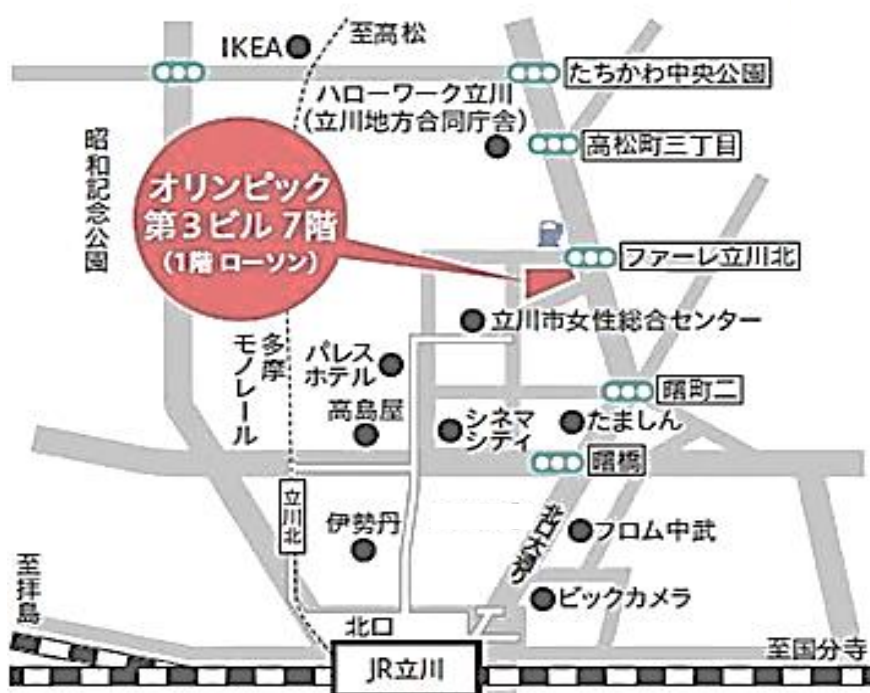 IKEA
至高松
たちかわ中央公園
ハローワーク立川
(立川地方合同庁舎)
高松町三丁目
昭和記念公園
オリンピック
第3ビル 7階
(1階 ローソン)
ファーレ立川北
立川市女性総合センター
多摩
モノレール
パレス
ホテル
曙町二
高島屋
シネマ
シティ
たましん
曙橋
立川北
伊勢丹
北口大通り
フロム中武
至拝島
ビックカメラ
北口
至国分寺
JR立川